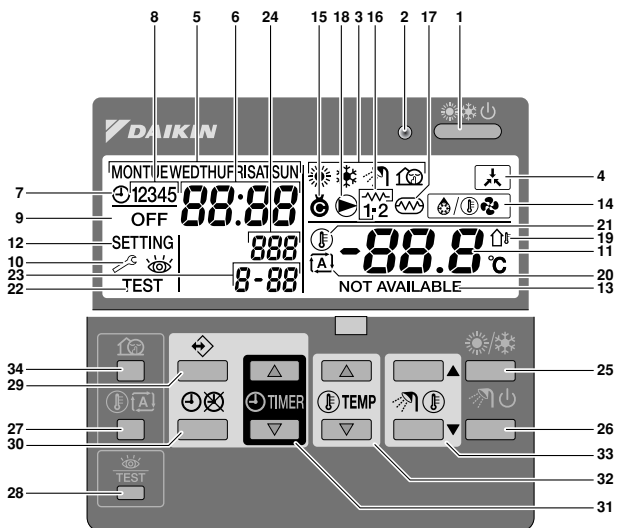 8 5 6 24 15 18 3 16 17 2 1
DAIKIN
MONTUEWEDTHUFRISATSUN
7
12345
88:88
1·2
4
9
OFF
14
12
SETTING
888
21
19
10
-88.8
°C
11
23
8-88
A
20
22
TEST
NOT AVAILABLE
13
34
29
25
TIMER
TEMP
27
A
26
30
33
28
TEST
32
31